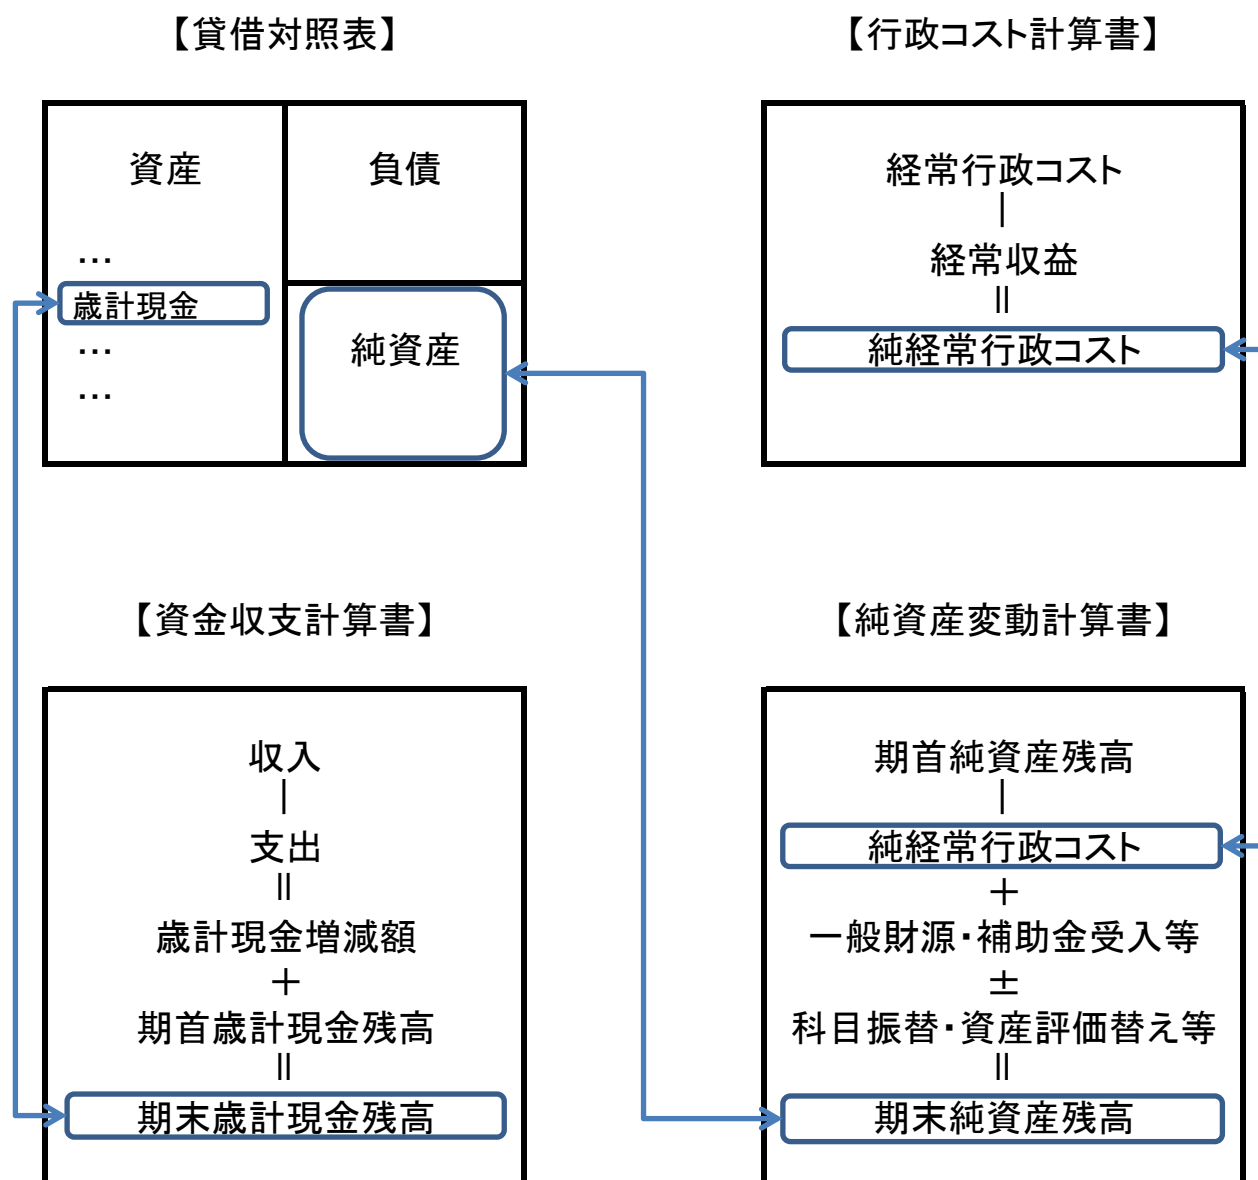 【貸借対照表】
資産
負債
…
歳計現金
…
…
純資産
【行政コスト計算書】
経常行政コスト
|
経常収益
||
純経常行政コスト
【資金収支計算書】
収入
|
支出
||
歳計現金増減額
＋
期首歳計現金残高
||
期末歳計現金残高
【純資産変動計算書】
期首純資産残高
|
純経常行政コスト
＋
一般財源・補助金受入等
±
科目振替・資産評価替え等
||
期末純資産残高